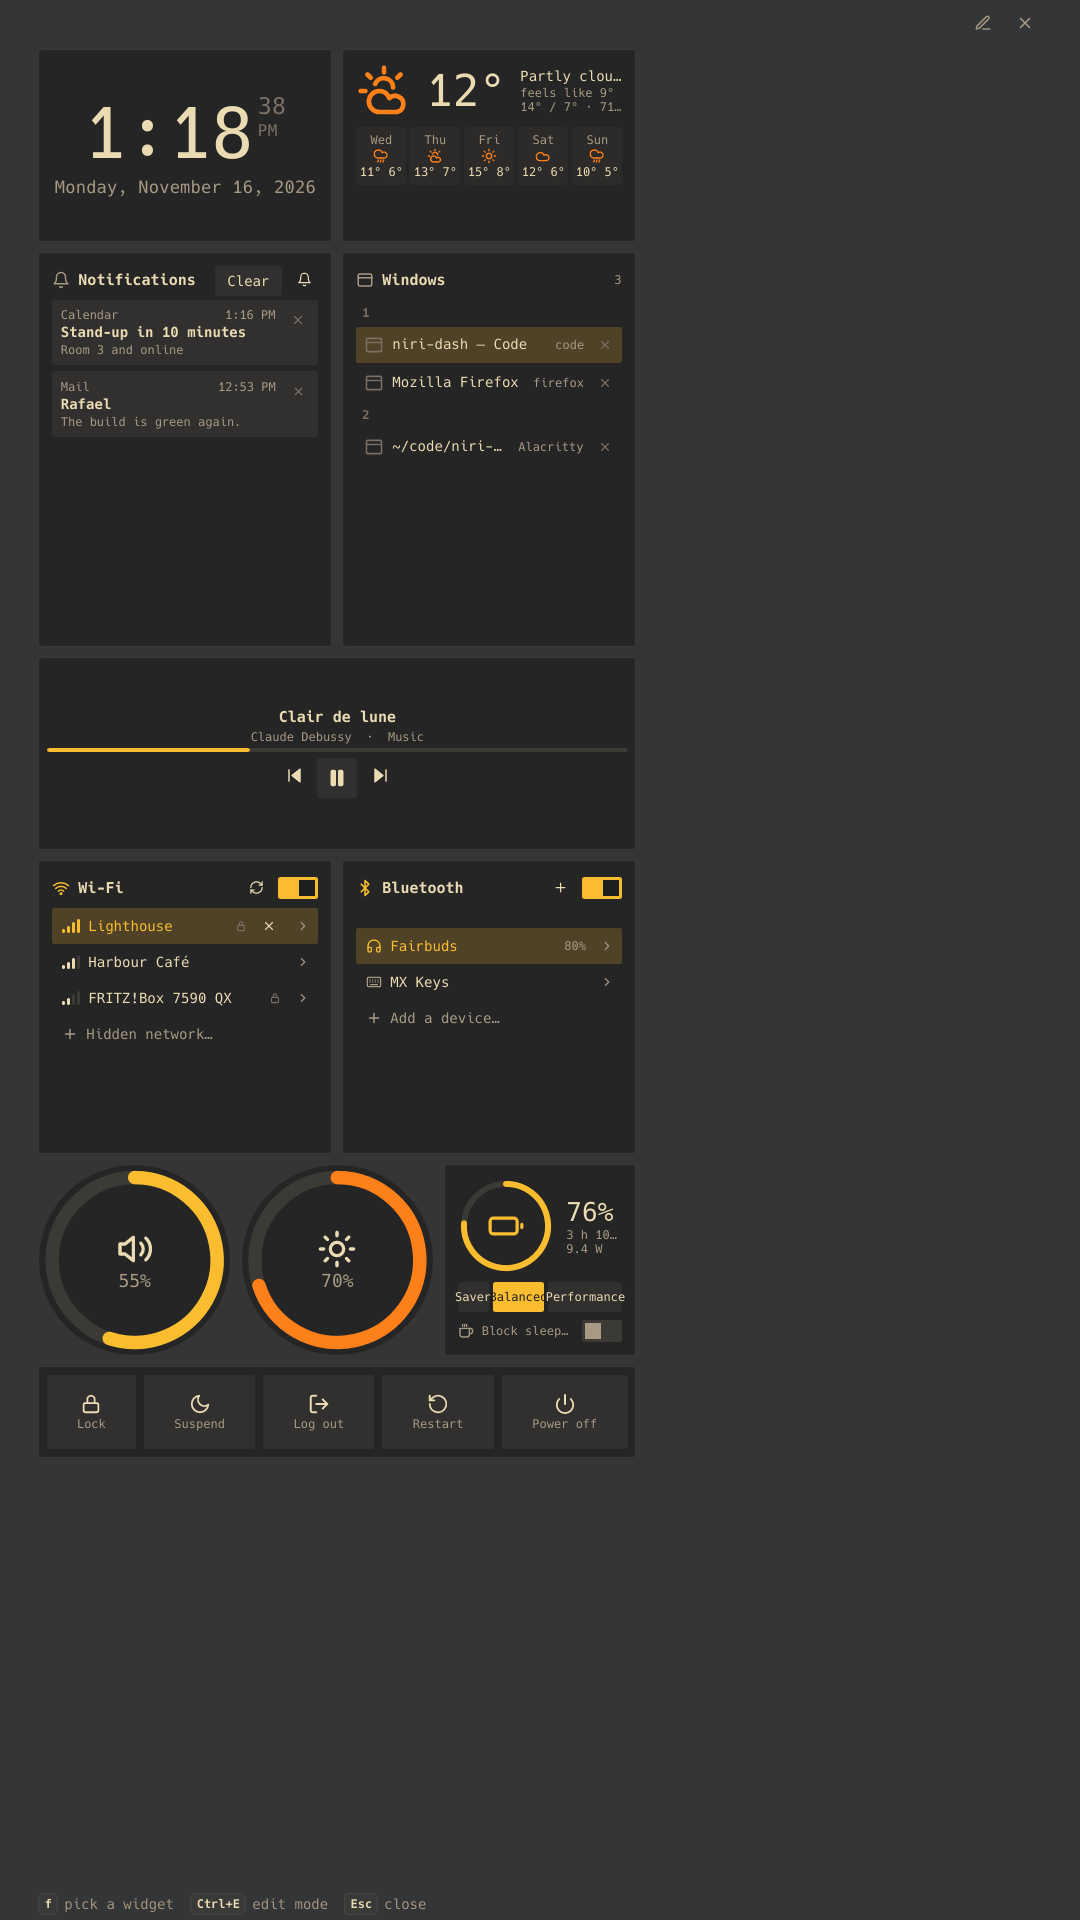 1:18
38
PM
Monday, November 16, 2026
12°
Partly clou…
feels like 9°
14° / 7° · 71…
Wed Thu Fri Sat Sun
11° 6° 13° 7° 15° 8° 12° 6° 10° 5°
Notifications Clear
Calendar 1:16 PM
Stand-up in 10 minutes
Room 3 and online
Mail 12:53 PM
Rafael
The build is green again.
Windows 3
1
niri-dash — Code code
Mozilla Firefox firefox
2
~/code/niri-… Alacritty
Clair de lune
Claude Debussy · Music
Wi-Fi
Lighthouse
Harbour Café
FRITZ!Box 7590 QX
Hidden network…
Bluetooth
Fairbuds 80%
MX Keys
Add a device…
55%
70%
76%
3 h 10…
9.4 W
Saver Balanced Performance
Block sleep…
Lock Suspend Log out Restart Power off
f pick a widget Ctrl+E edit mode Esc close